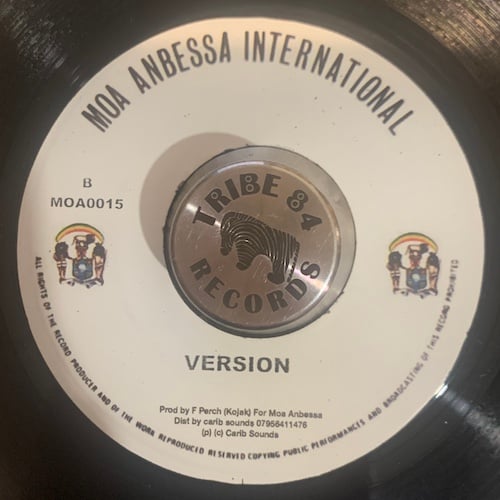 MOA ANBESSA INTERNATIONAL
B
MOA0015
TRIBE 84
RECORDS
VERSION
Prod by F Perch (Kojak) For Moa Anbessa
Dist by carib sounds 07956411476
(p) (c) Carib Sounds
ALL RIGHTS OF THE RECORD PRODUCER AND OF THE WORK REPRODUCED RESERVED COPYING PUBLIC PERFORMANCES AND BROADCASTING OF THIS RECORD PROHIBITED